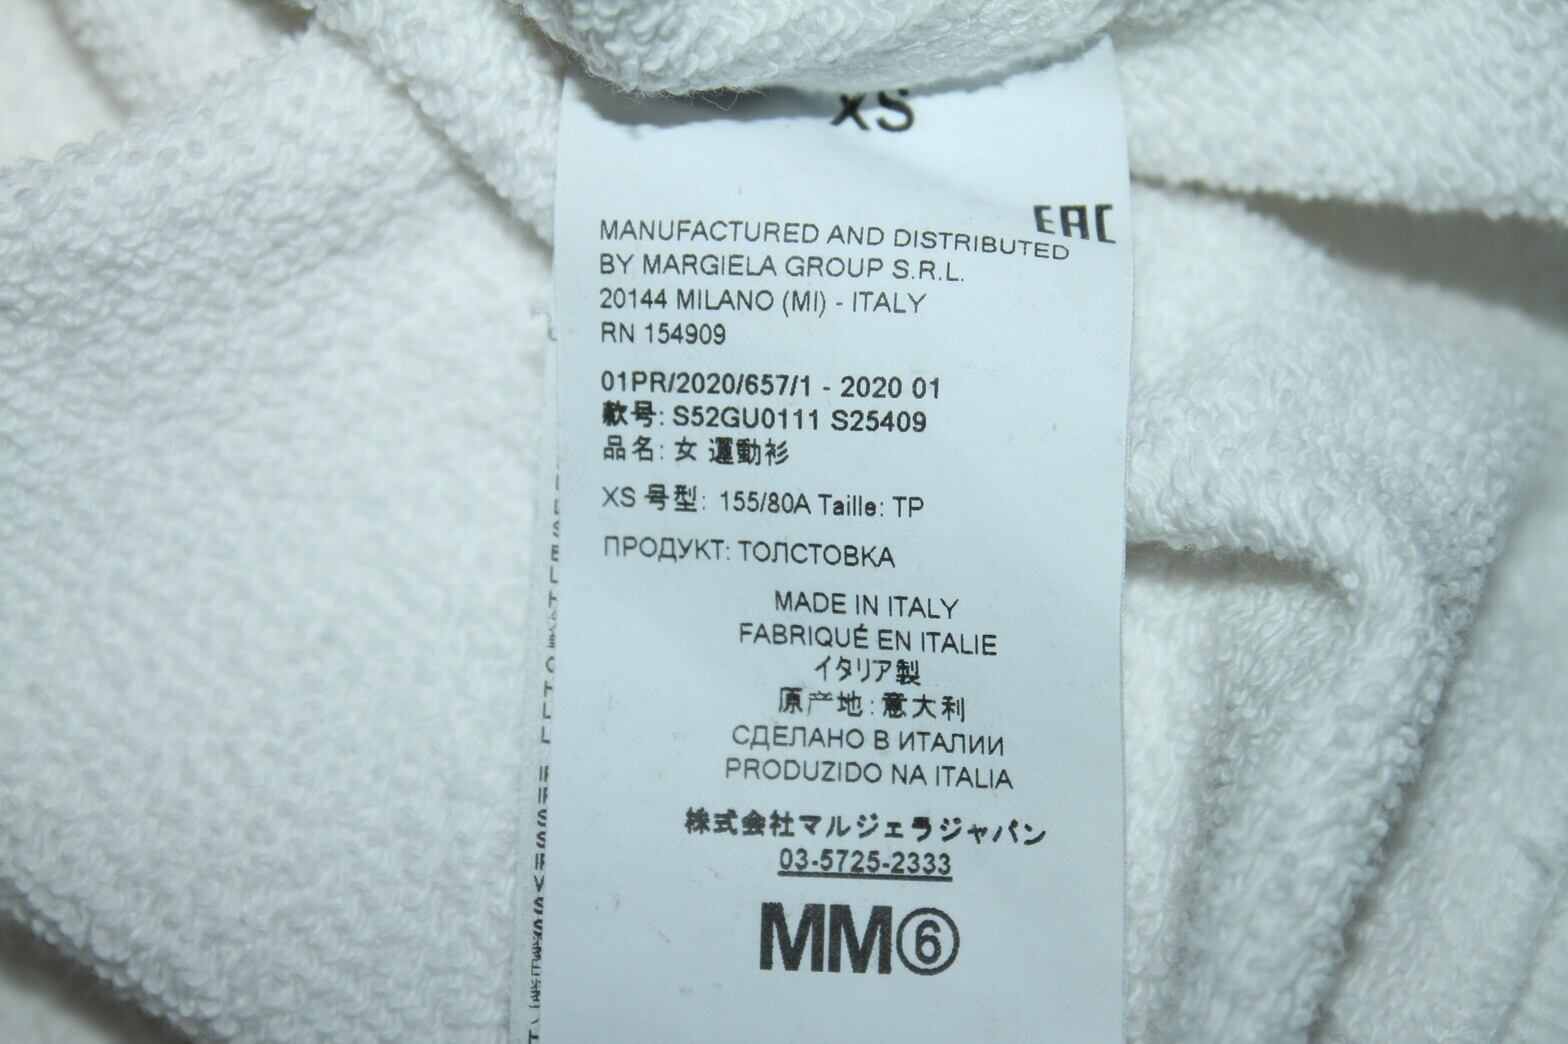 XS
EAC
MANUFACTURED AND DISTRIBUTED
BY MARGIELA GROUP S.R.L.
20144 MILANO (MI) - ITALY
RN 154909
01PR/2020/657/1 - 2020 01
軟号: S52GU0111 S25409
品名: 女 運動衫
XS 号型: 155/80A Taille: TP
ПРОДУКТ: ТОЛСТОВКА
MADE IN ITALY
FABRIQUÉ EN ITALIE
イタリア製
原产地: 意大利
СДЕЛАНО В ИТАЛИИ
PRODUZIDO NA ITALIA
株式会社マルジェラジャパン
03-5725-2333
MM⑥